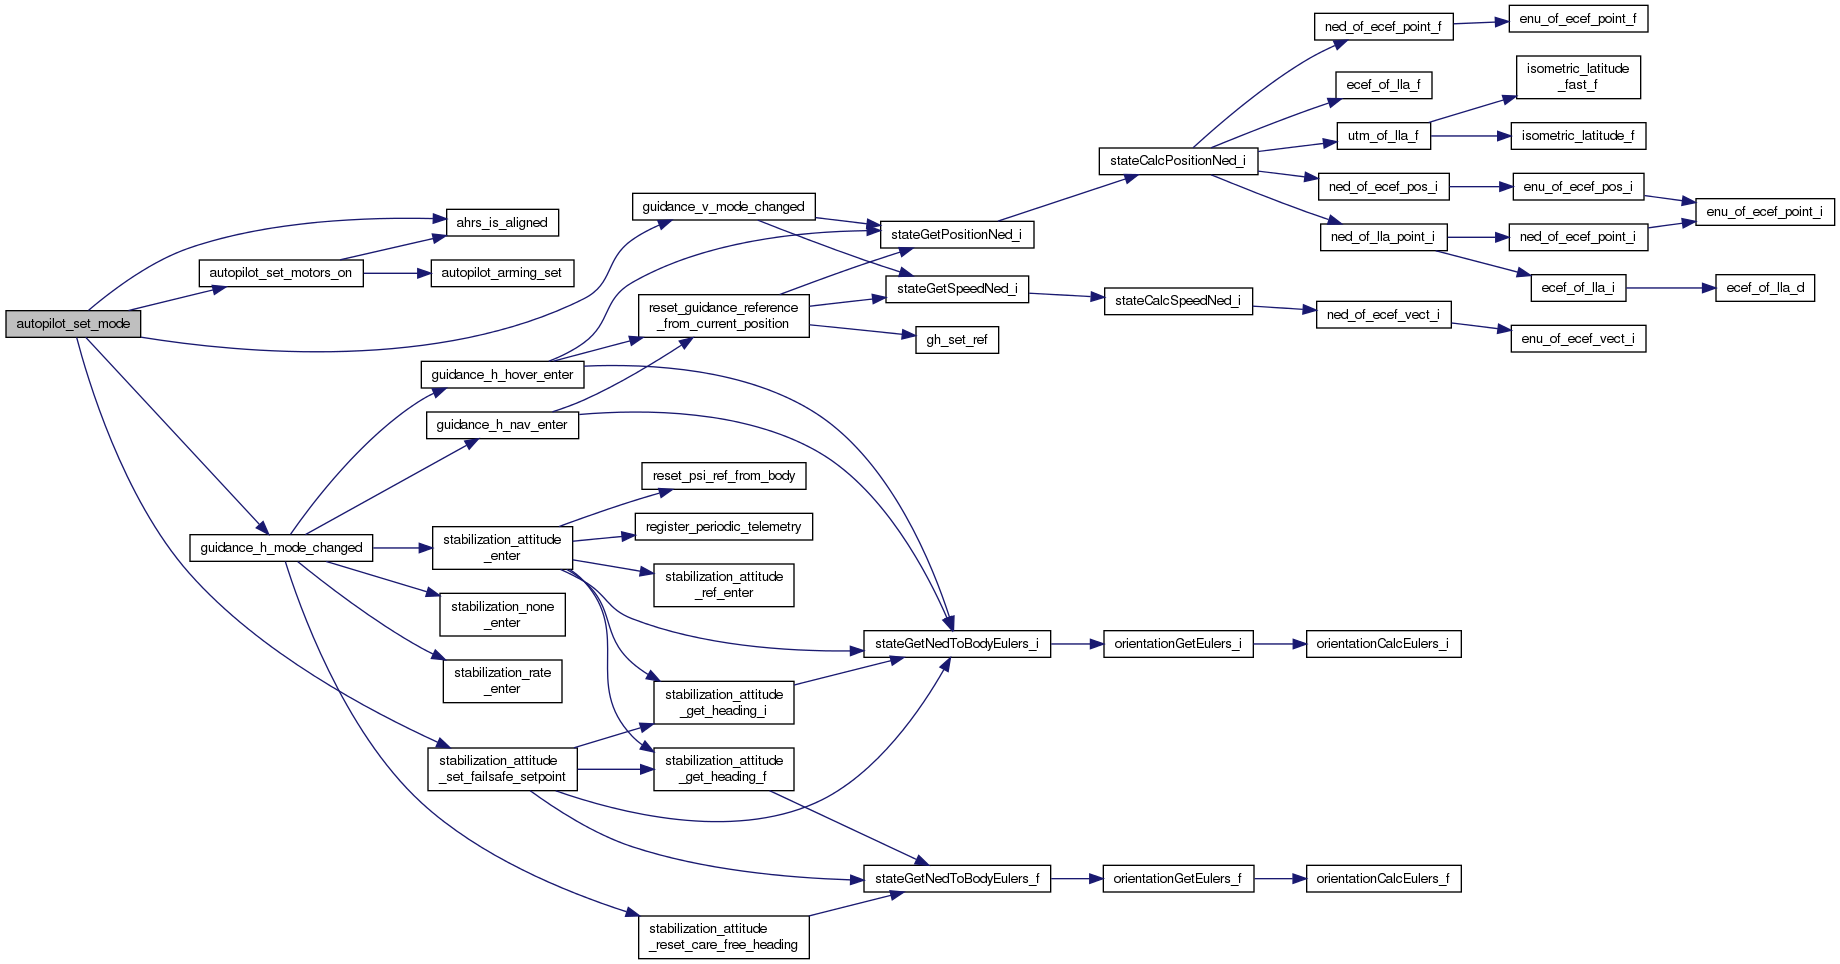 autopilot_set_mode
ahrs_is_aligned
autopilot_set_motors_on
autopilot_arming_set
guidance_v_mode_changed
guidance_h_hover_enter
guidance_h_nav_enter
guidance_h_mode_changed
stabilization_attitude
_enter
stabilization_none
_enter
stabilization_rate
_enter
stabilization_attitude
_set_failsafe_setpoint
reset_guidance_reference
_from_current_position
reset_psi_ref_from_body
register_periodic_telemetry
stabilization_attitude
_ref_enter
stabilization_attitude
_get_heading_i
stabilization_attitude
_get_heading_f
stabilization_attitude
_reset_care_free_heading
stateGetPositionNed_i
stateGetSpeedNed_i
gh_set_ref
stateGetNedToBodyEulers_i
stateGetNedToBodyEulers_f
stateCalcPositionNed_i
stateCalcSpeedNed_i
orientationGetEulers_i
orientationGetEulers_f
ned_of_ecef_point_f
ecef_of_lla_f
utm_of_lla_f
ned_of_ecef_pos_i
ned_of_lla_point_i
ned_of_ecef_vect_i
orientationCalcEulers_i
orientationCalcEulers_f
enu_of_ecef_point_f
isometric_latitude
_fast_f
isometric_latitude_f
enu_of_ecef_pos_i
ned_of_ecef_point_i
ecef_of_lla_i
enu_of_ecef_vect_i
enu_of_ecef_point_i
ecef_of_lla_d